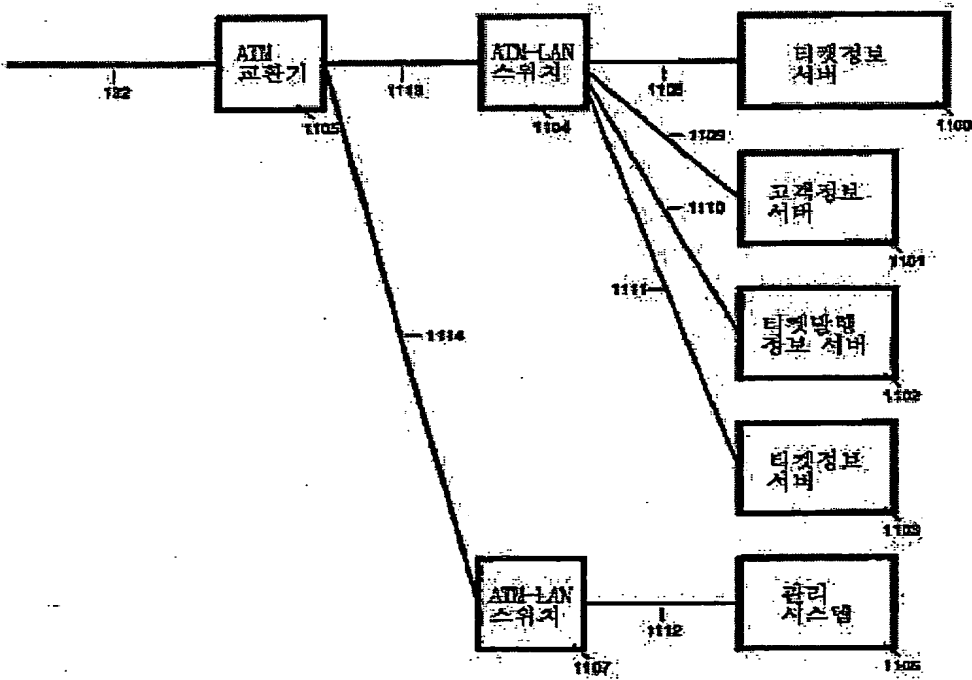 ATM
교환기
1105
122
1113
ATM-LAN
스위치
1104
1108
티켓정보
서버
1100
1109
고객정보
서버
1101
1110
티켓발행
정보 서버
1102
1111
티켓정보
서버
1103
1114
ATM-LAN
스위치
1107
1112
관리
시스템